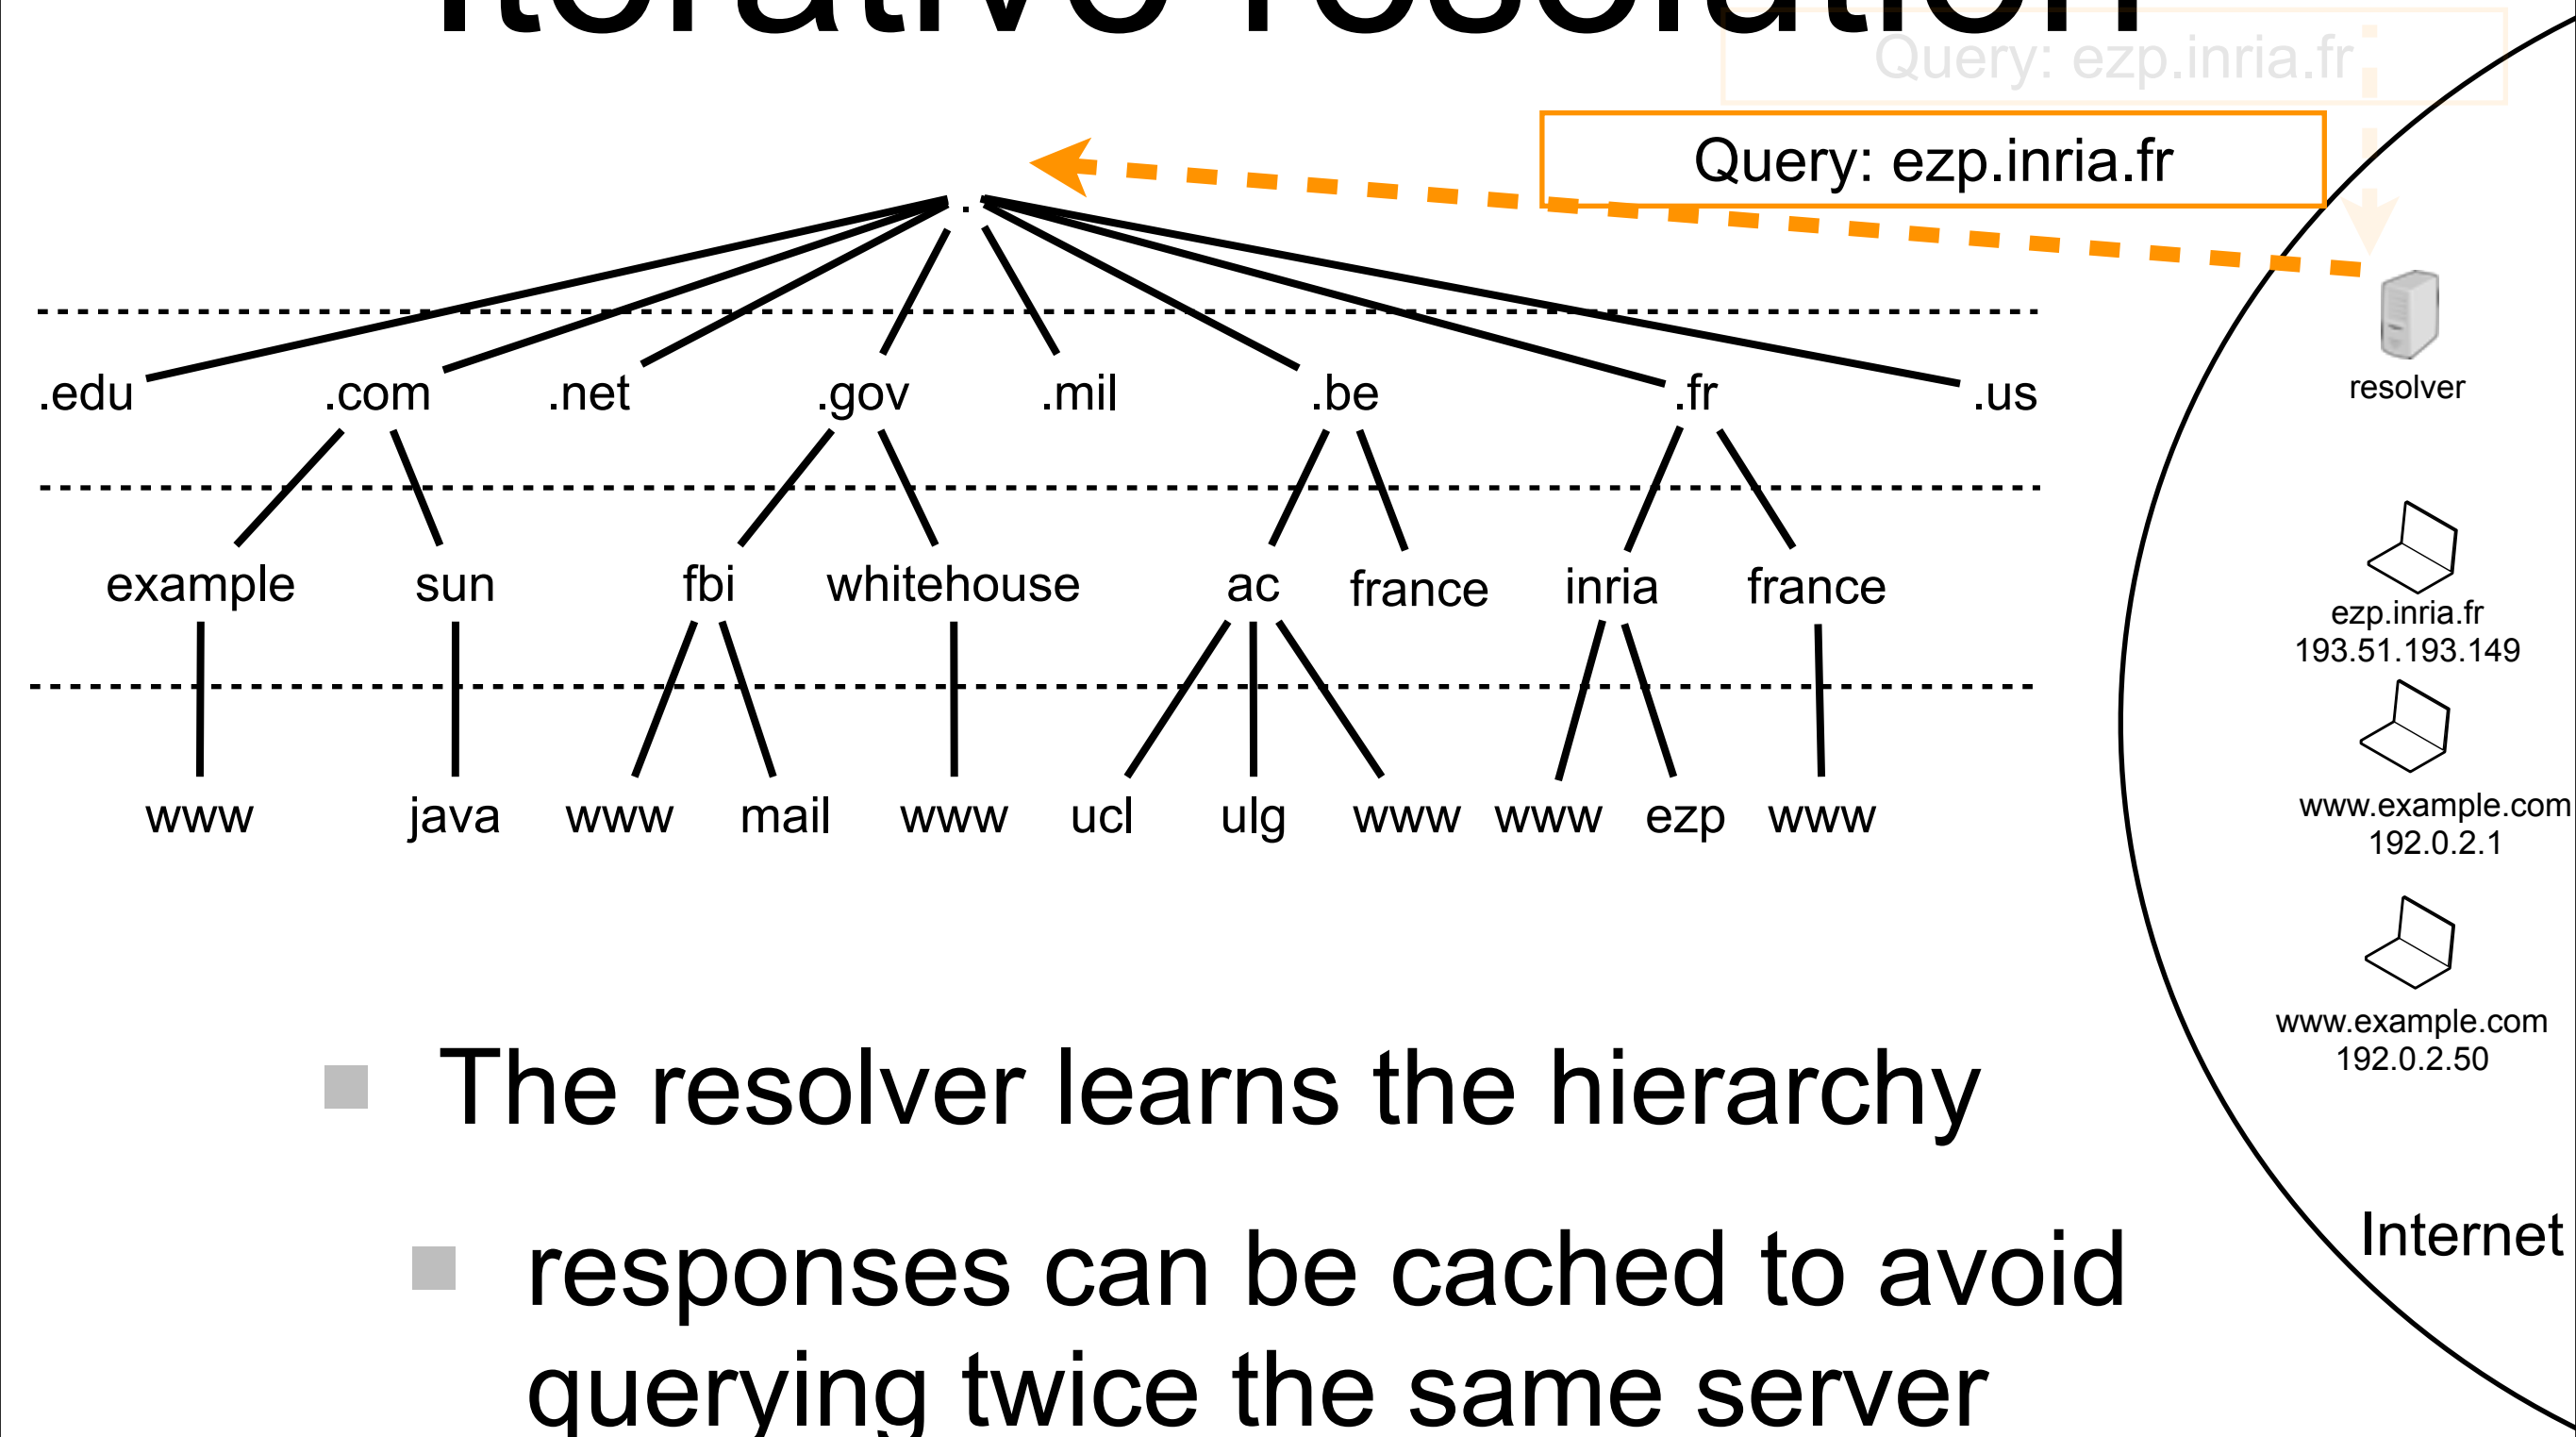 Iterative resolution
Query: ezp.inria.fr
Query: ezp.inria.fr
.
.edu .com .net .gov .mil .be .fr .us
resolver
example sun fbi whitehouse ac france inria france
ezp.inria.fr
193.51.193.149
www java www mail www ucl ulg www www ezp www
www.example.com
192.0.2.1
www.example.com
192.0.2.50
The resolver learns the hierarchy
Internet
responses can be cached to avoid
querying twice the same server